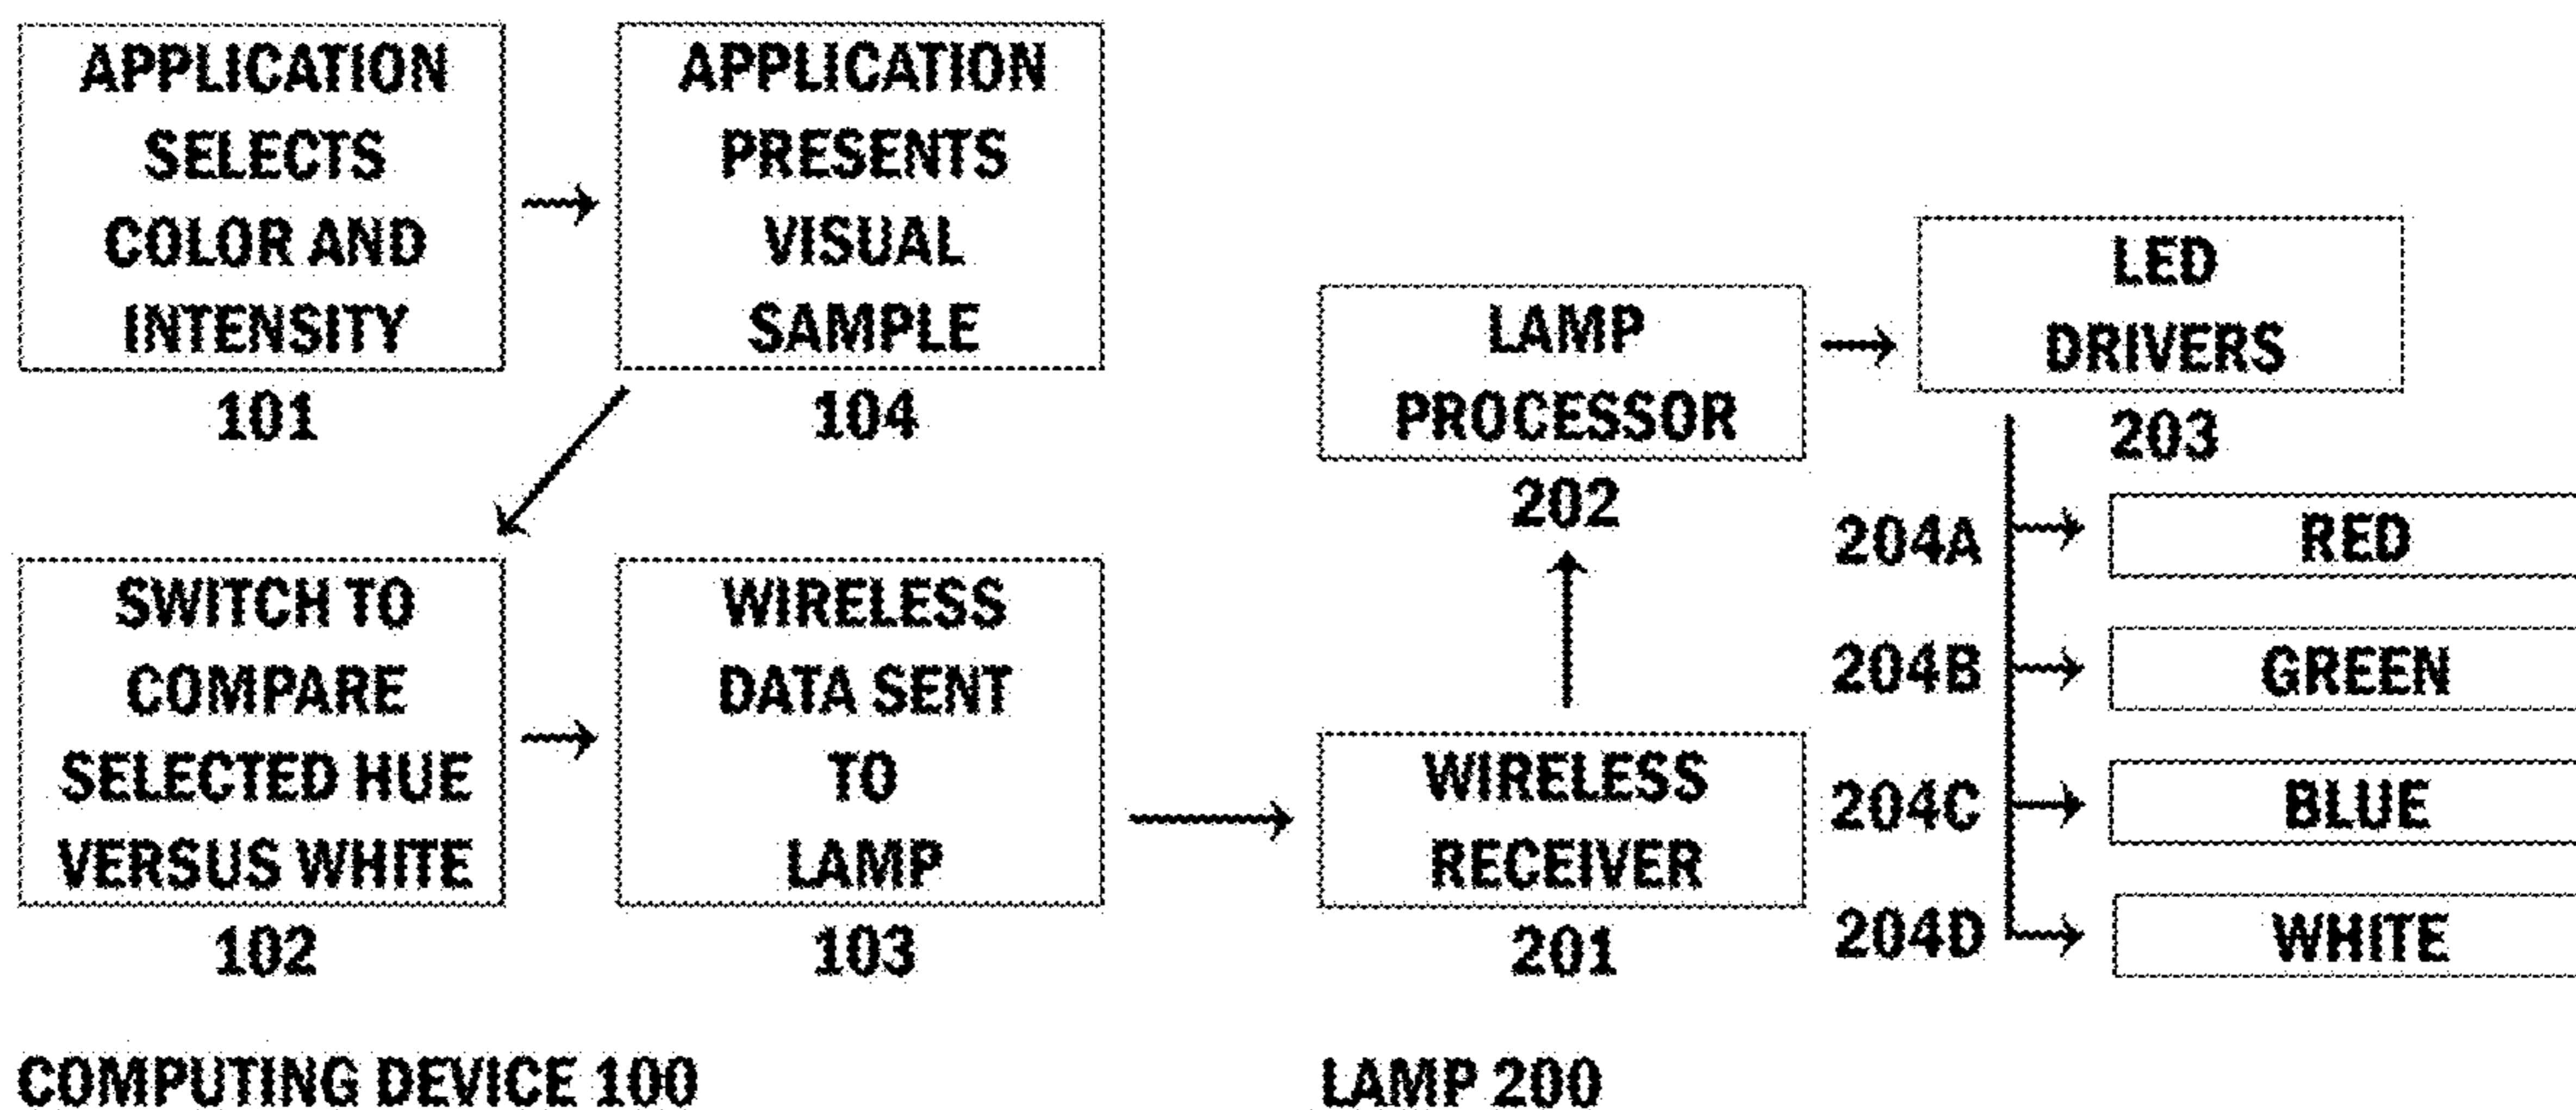 APPLICATION
SELECTS
COLOR AND
INTENSITY
101
APPLICATION
PRESENTS
VISUAL
SAMPLE
104
SWITCH TO
COMPARE
SELECTED HUE
VERSUS WHITE
102
WIRELESS
DATA SENT
TO
LAMP
103
COMPUTING DEVICE 100
WIRELESS
RECEIVER
201
LAMP
PROCESSOR
202
LED
DRIVERS
203
204A
RED
204B
GREEN
204C
BLUE
204D
WHITE
LAMP 200